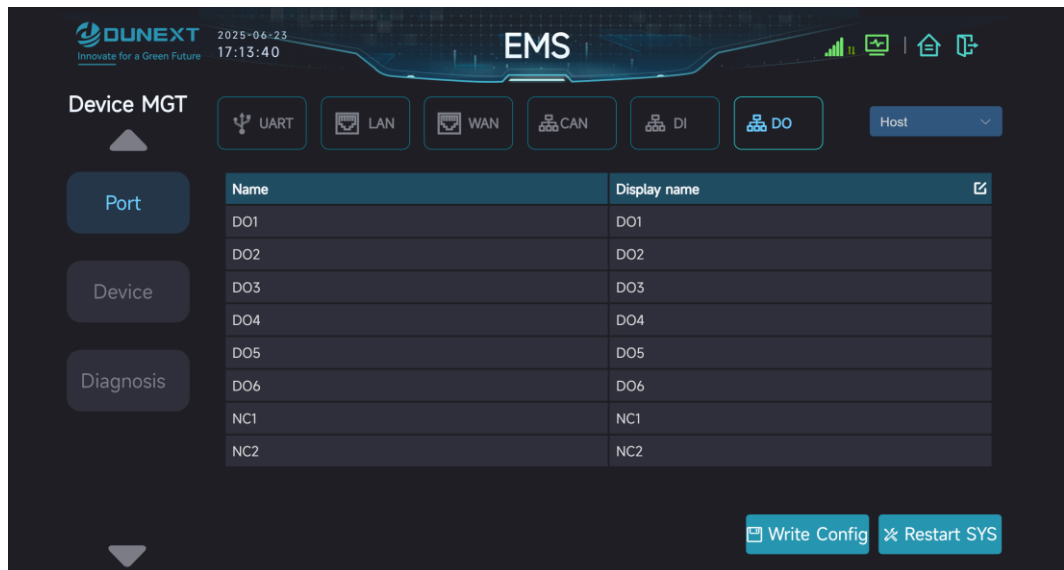 DUNEXT
Innovate for a Green Future
2025-06-23
17:13:40
EMS
Device MGT
UART
LAN
WAN
CAN
DI
DO
Host
Port
Device
Diagnosis
Name Display name
DO1 DO1
DO2 DO2
DO3 DO3
DO4 DO4
DO5 DO5
DO6 DO6
NC1 NC1
NC2 NC2
Write Config
Restart SYS